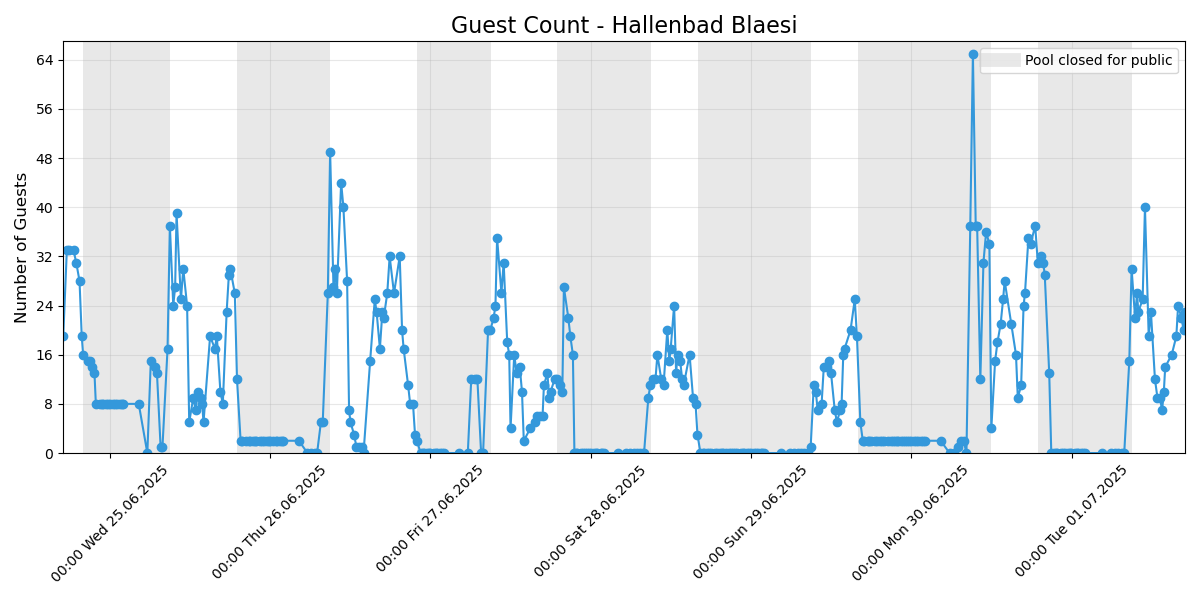 Guest Count - Hallenbad Blaesi
Pool closed for public
Number of Guests
64
56
48
40
32
24
16
8
0
00:00 Wed 25.06.2025
00:00 Thu 26.06.2025
00:00 Fri 27.06.2025
00:00 Sat 28.06.2025
00:00 Sun 29.06.2025
00:00 Mon 30.06.2025
00:00 Tue 01.07.2025